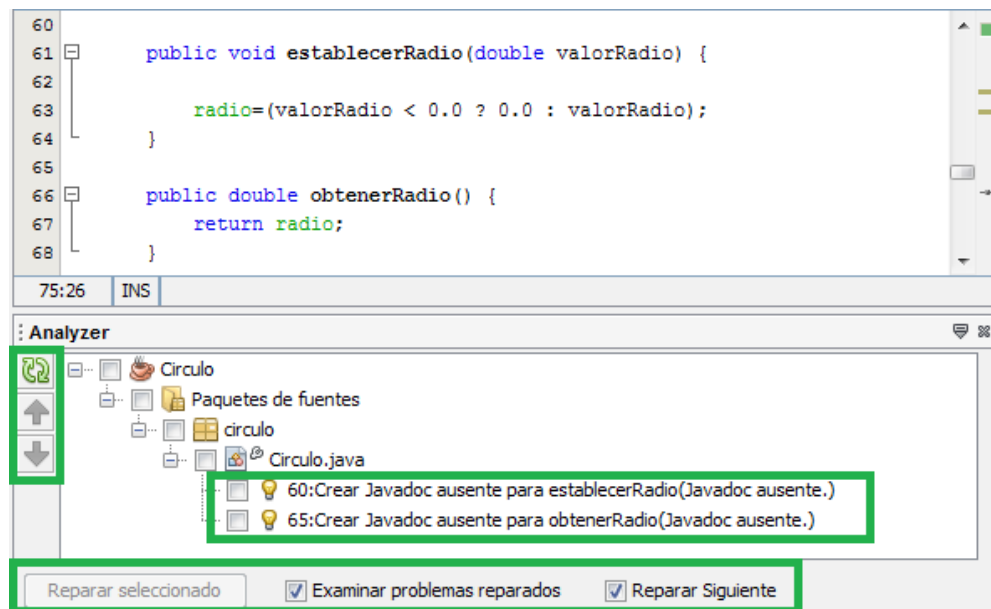 60
61 public void establecerRadio(double valorRadio) {
62
63 radio=(valorRadio < 0.0 ? 0.0 : valorRadio);
64 }
65
66 public double obtenerRadio() {
67 return radio;
68 }
75:26 INS
Analyzer
Circulo
Paquetes de fuentes
circulo
Circulo.java
60:Crear Javadoc ausente para establecerRadio(Javadoc ausente.)
65:Crear Javadoc ausente para obtenerRadio(Javadoc ausente.)
Reparar seleccionado Examinar problemas reparados Reparar Siguiente